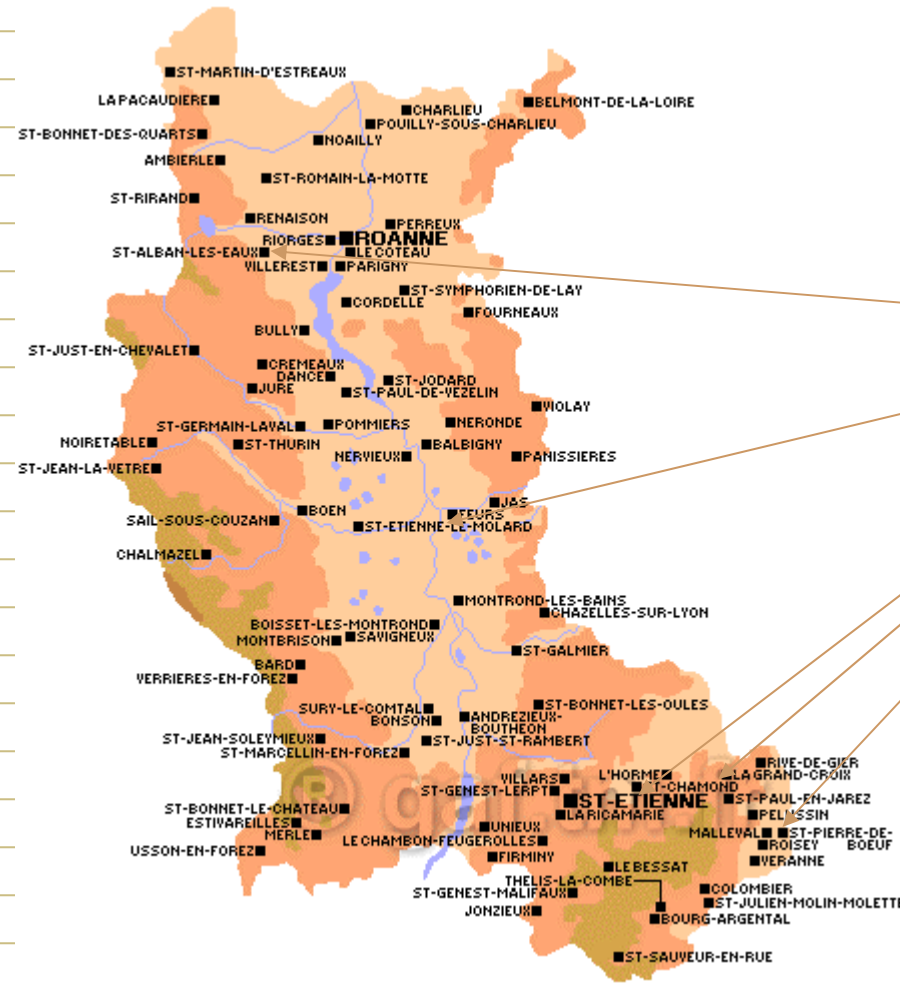 ST-MARTIN-D'ESTREAUX
LA PACAUDIERE
BELMONT-DE-LA-LOIRE
CHARLIEU
POUILLY-SOUS-CHARLIEU
ST-BONNET-DES-QUARTS
NOAILLY
AMBIERLE
ST-ROMAIN-LA-MOTTE
ST-RIRAND
RENAISON
PERREUX
RIORGES
ROANNE
ST-ALBAN-LES-EAUX
LE COTEAU
VILLEREST
PARIGNY
ST-SYMPHORIEN-DE-LAY
CORDELLE
FOURNEAUX
BULLY
ST-JUST-EN-CHEVALET
CREMEAUX
DANCE
ST-JODARD
JURE
ST-PAUL-DE-VEZELIN
VIOLAY
ST-GERMAIN-LAVAL
POMMIERS
NERONDE
NOIRETABLE
ST-THURIN
BALBIGNY
NERVIEUX
PANISSIERES
ST-JEAN-LA-VETRE
JAS
BOEN
FEURS
SAIL-SOUS-COUZAN
ST-ETIENNE-LE-MOLARD
CHALMAZEL
MONTROND-LES-BAINS
CHAZELLES-SUR-LYON
BOISSET-LES-MONTROND
MONTBRISON
SAVIGNEUX
ST-GALMIER
BARD
VERRIERES-EN-FOREZ
ST-BONNET-LES-OULES
SURY-LE-COMTAL
BONSON
ANDREZIEUX-
BOUTHEON
ST-JEAN-SOLEYMIEUX
ST-JUST-ST-RAMBERT
ST-MARCELLIN-EN-FOREZ
RIVE-DE-GIER
VILLARS
L'HORME
LA GRAND-CROIX
ST-GENEST-LERPT
ST-CHAMOND
ST-ETIENNE
ST-PAUL-EN-JAREZ
ST-BONNET-LE-CHATEAU
LA RICAMARIE
PELUSSIN
ESTIVAREILLES
UNIEUX
MERLE
MALLEVAL
ST-PIERRE-DE-
BOEUF
LE CHAMBON-FEUGEROLLES
ROISEY
USSON-EN-FOREZ
FIRMINY
VERANNE
LE BESSAT
THELIS-LA-COMBE
ST-GENEST-MALIFAUX
COLOMBIER
ST-JULIEN-MOLIN-MOLETTE
JONZIEUX
BOURG-ARGENTAL
ST-SAUVEUR-EN-RUE